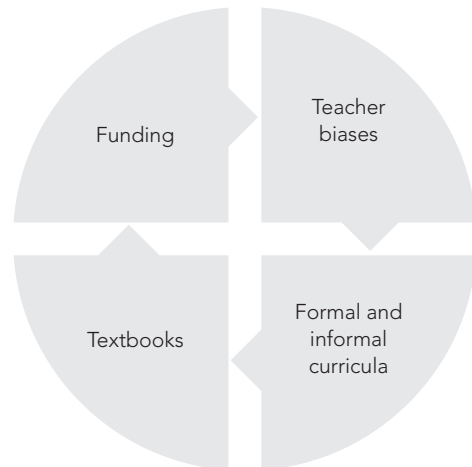 Funding
Teacher
biases
Formal and
informal
curricula
Textbooks